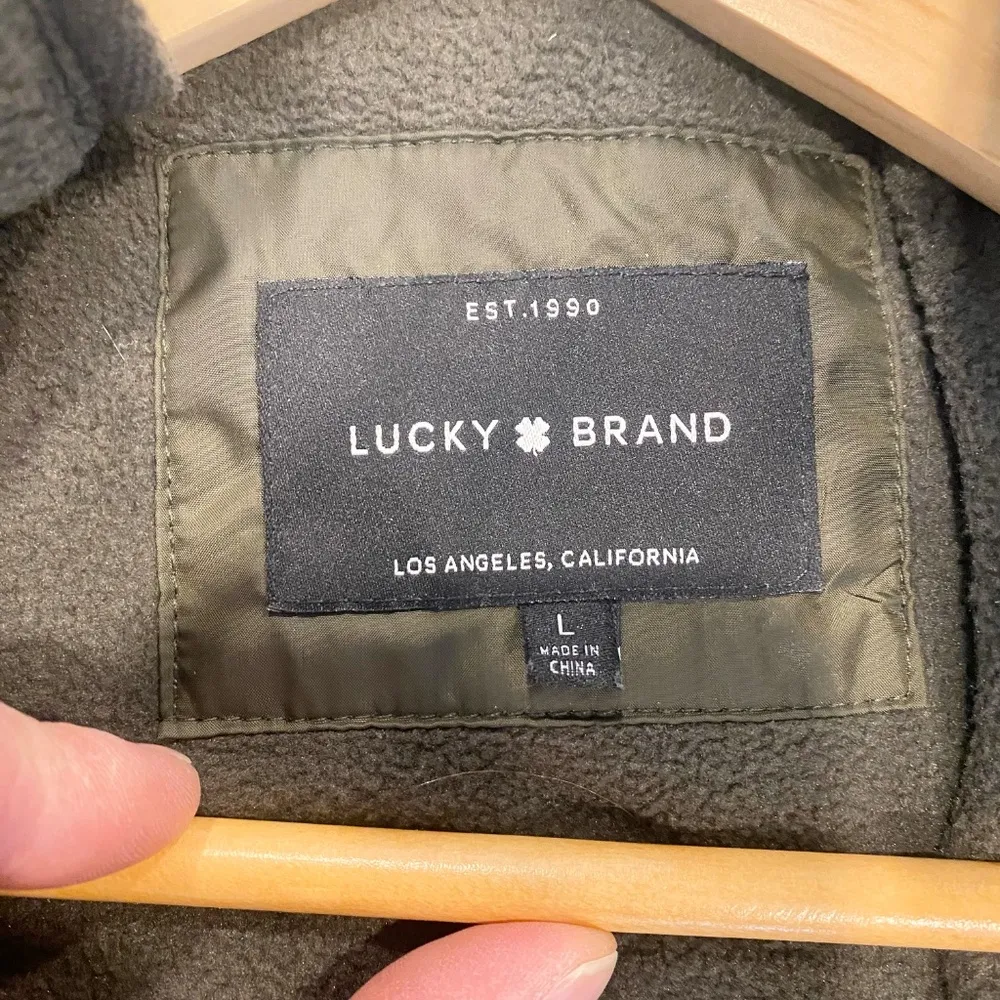 EST.1990
LUCKY BRAND
LOS ANGELES, CALIFORNIA
L
MADE IN
CHINA